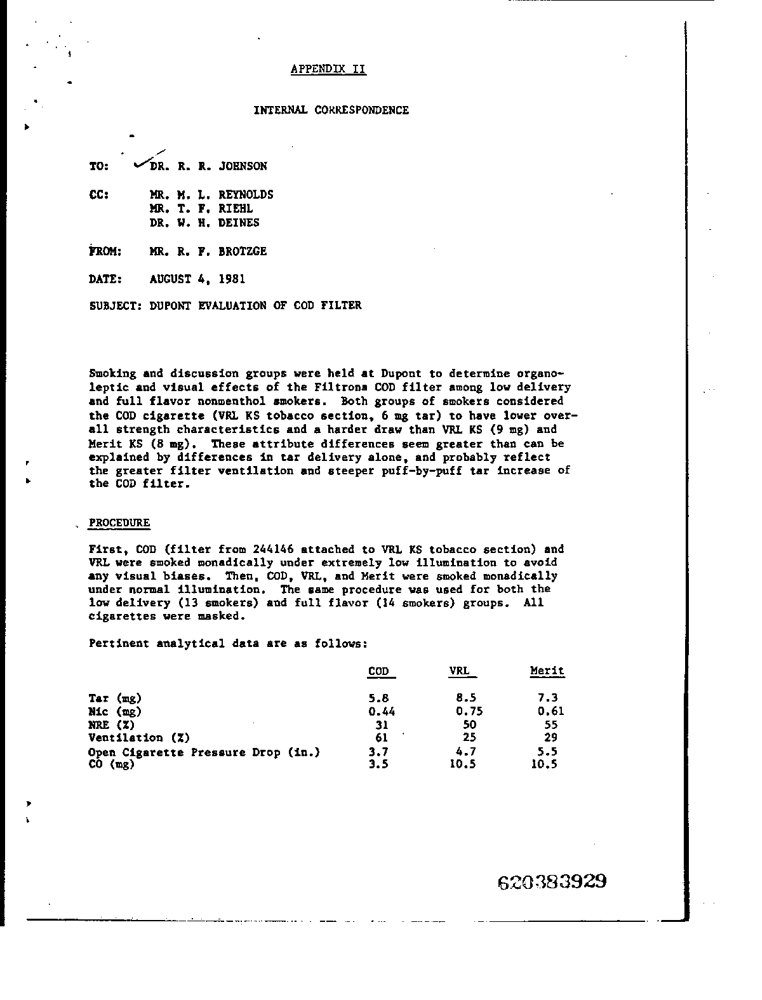 APPENDIX II
INTERNAL CORRESPONDENCE
TO: DR. R. R. JOHNSON
CC: MR. M. L. REYNOLDS
MR. T. F. RIEHL
DR. W. H. DEINES
FROM: MR. R. F. BROTZGE
DATE: AUGUST 4, 1981
SUBJECT: DUPONT EVALUATION OF COD FILTER
Smoking and discussion groups were held at Dupont to determine organo-
leptic and visual effects of the Filtrona COD filter among low delivery
and full flavor nonmenthol smokers. Both groups of smokers considered
the COD cigarette (VRL KS tobacco section, 6 mg tar) to have lower over-
all strength characteristics and a harder draw than VRL KS (9 mg) and
Merit KS (8 mg). These attribute differences seem greater than can be
explained by differences in tar delivery alone, and probably reflect
the greater filter ventilation and steeper puff-by-puff tar increase of
the COD filter.
PROCEDURE
First, COD (filter from 244146 attached to VRL KS tobacco section) and
VRL were smoked monadically under extremely low illumination to avoid
any visual biases. Then, COD, VRL, and Merit were smoked monadically
under normal illumination. The same procedure was used for both the
low delivery (13 smokers) and full flavor (14 smokers) groups. All
cigarettes were masked.
Pertinent analytical data are as follows:
COD VRL Merit
Tar (mg) 5.8 8.5 7.3
Nic (mg) 0.44 0.75 0.61
NRE (%) 31 50 55
Ventilation (%) 61 25 29
Open Cigarette Pressure Drop (in.) 3.7 4.7 5.5
CO (mg) 3.5 10.5 10.5
620383929